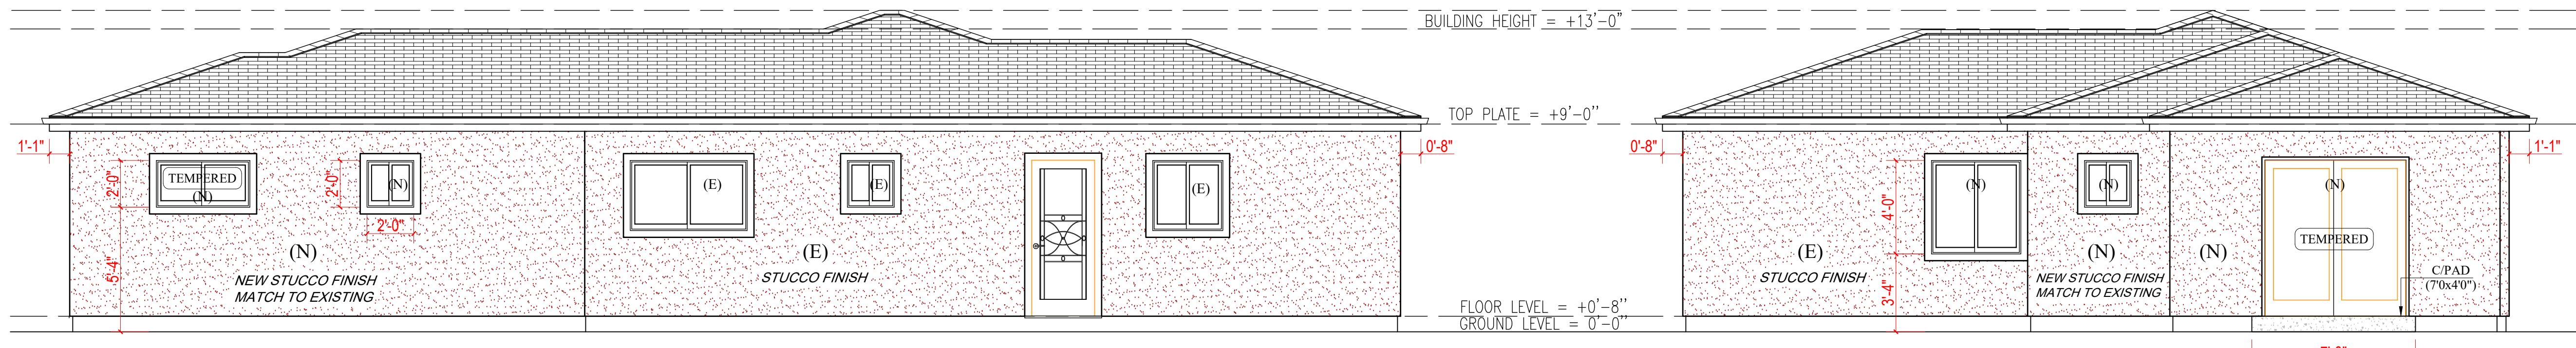 BUILDING HEIGHT = +13'-0"
TOP PLATE = +9'-0"
1'-1"
0'-8"
0'-8"
1'-1"
2'-0"
TEMPERED
(N)
2'-0"
(N)
2'-0"
(E)
(E)
(E)
(N)
(N)
(N)
4'-0"
TEMPERED
(N)
NEW STUCCO FINISH
MATCH TO EXISTING
5'-4"
(E)
STUCCO FINISH
(E)
STUCCO FINISH
3'-4"
(N)
NEW STUCCO FINISH
MATCH TO EXISTING
(N)
C/PAD
(7'0x4'0")
FLOOR LEVEL = +0'-8"
GROUND LEVEL = 0'-0"